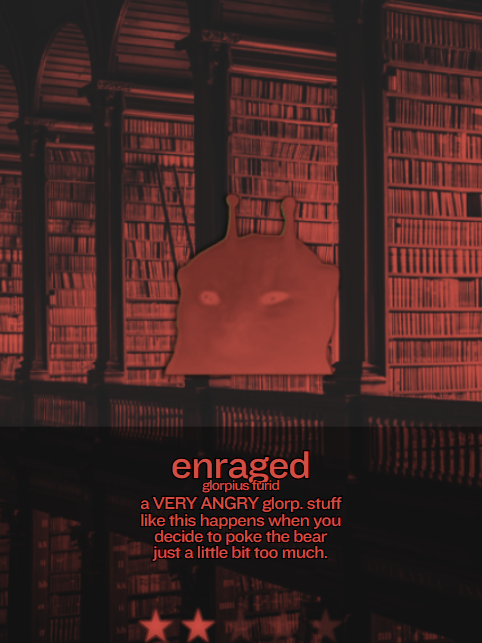 enraged
glorpius furid
a VERY ANGRY glorp. stuff
like this happens when you
decide to poke the bear
just a little bit too much.